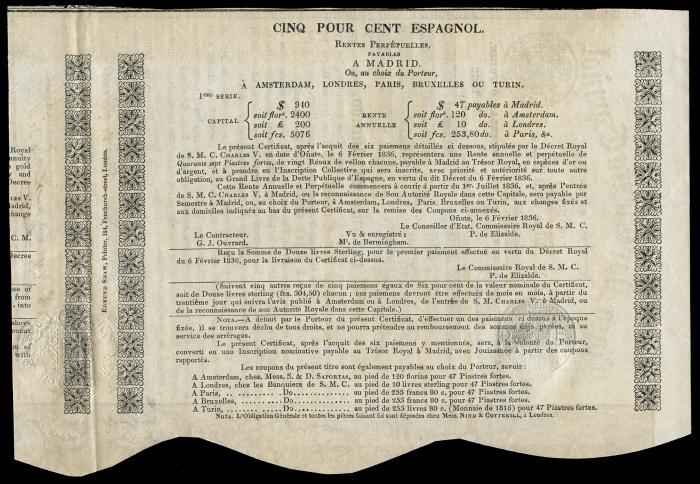 CINQ POUR CENT ESPAGNOL.
RENTES PERPÉTUELLES,
PAYABLES
A MADRID.
Ou, au choix du Porteur,
À AMSTERDAM, LONDRES, PARIS, BRUXELLES OU TURIN.
1ere. SERIE.
CAPITAL
$ 940
soit flors. 2400
soit £ 200
soit fcs. 5076
RENTE
ANNUELLE
$ 47 payables à Madrid.
soit flors. 120 do. à Amsterdam.
soit £ 10 do. à Londres.
soit fcs. 253,80 do. à Paris, &a.
Le présent Certificat, après l'acquit des six paiemens détaillés ci dessus, stipulés par le Décret Royal
de S. M. C. CHARLES V. en date d'Oñate, le 6 Février 1836, représentera une Rente annuelle et perpétuelle de
Quarante sept Piastres fortes, de vingt Réaux de vellon chacune, payable à Madrid au Trésor Royal, en espèces d'or ou
d'argent, et à prendre en l'Inscription Collective qui sera inscrite, avec priorité et antériorité sur toute autre
obligation, au Grand Livre de la Dette Publique d'Espagne, en vertu du dit Décret du 6 Février 1836.
Cette Rente Annuelle et Perpétuelle commencera à courir à partir du 1er. Juillet 1836, et, après l'entrée
de S. M. C. CHARLES V. à Madrid, ou la reconnaissance de Son Autorité Royale dans cette Capitale, sera payable par
Semestre à Madrid, ou, au choix du Porteur, à Amsterdam, Londres, Paris, Bruxelles ou Turin, aux changes fixés et
aux domiciles indiqués au bas du présent Certificat, sur la remise des Coupons ci-annexés.
Oñate, le 6 Février 1836.
Le Conseiller d'Etat, Commissaire Royal de S. M. C.
Le Contracteur. Vu & enregistré; P. de Elizalde.
G. J. Ouvrard. Mis. de Bermingham.
Reçu la Somme de Douze livres Sterling, pour le premier paiement effectué en vertu du Décret Royal
du 6 Février 1836, pour la livraison du Certificat ci-dessus.
Le Commissaire Royal de S. M. C.
P. de Elizalde.
(Suivent cinq autres reçus de cinq paiemens égaux de Six pour cent de la valeur nominale du Certificat,
soit de Douze livres sterling (fcs. 304,50) chacun; ces paiemens devront être effectués de mois en mois, à partir du
trentième jour qui suivra l'avis publié à Amsterdam ou à Londres, de l'entrée de S. M. CHARLES V. à Madrid, ou
de la reconnaissance de son Autorité Royale dans cette Capitale.)
NOTA.—A défaut par le Porteur du présent Certificat, d'effectuer un des paiemens ci dessus à l'époque
fixée, il se trouvera déchu de tous droits, et ne pourra prétendre au remboursement des sommes déjà payées, ni au
service des arrérages.
Le présent Certificat, après l'acquit des six paiemens y mentionnés, sera, à la volonté du Porteur,
converti en une Inscription nominative payable au Trésor Royal à Madrid, avec Jouissance à partir des coupons
rapportés.
Les coupons du présent titre sont également payables au choix du Porteur, savoir:
A Amsterdam, chez Mess. S. & D. SAPORTAS, au pied de 120 florins pour 47 Piastres fortes.
A Londres, chez les Banquiers de S. M. C. au pied de 10 livres sterling pour 47 Piastres fortes.
A Paris, .. .......... Do............... au pied de 253 francs 80 c. pour 47 Piastres fortes.
A Bruxelles, ..........Do............... au pied de 253 francs 80 c. pour 47 Piastres fortes.
A Turin, .. ..........Do............... au pied de 253 livres 80 c. (Monnaie de 1815) pour 47 Piastres fortes.
NOTA. L'Obligation Générale et toutes les pièces faisant foi sont déposées chez Mess. NIND & COTTERILL, à Londres.
EDMUND SHAW, Printer, 124, Fenchurch-street, London.
Royal
annuity
gold
and
Decree
V.
change
C. M.
Decree
one of
from
into
above
not
of
with